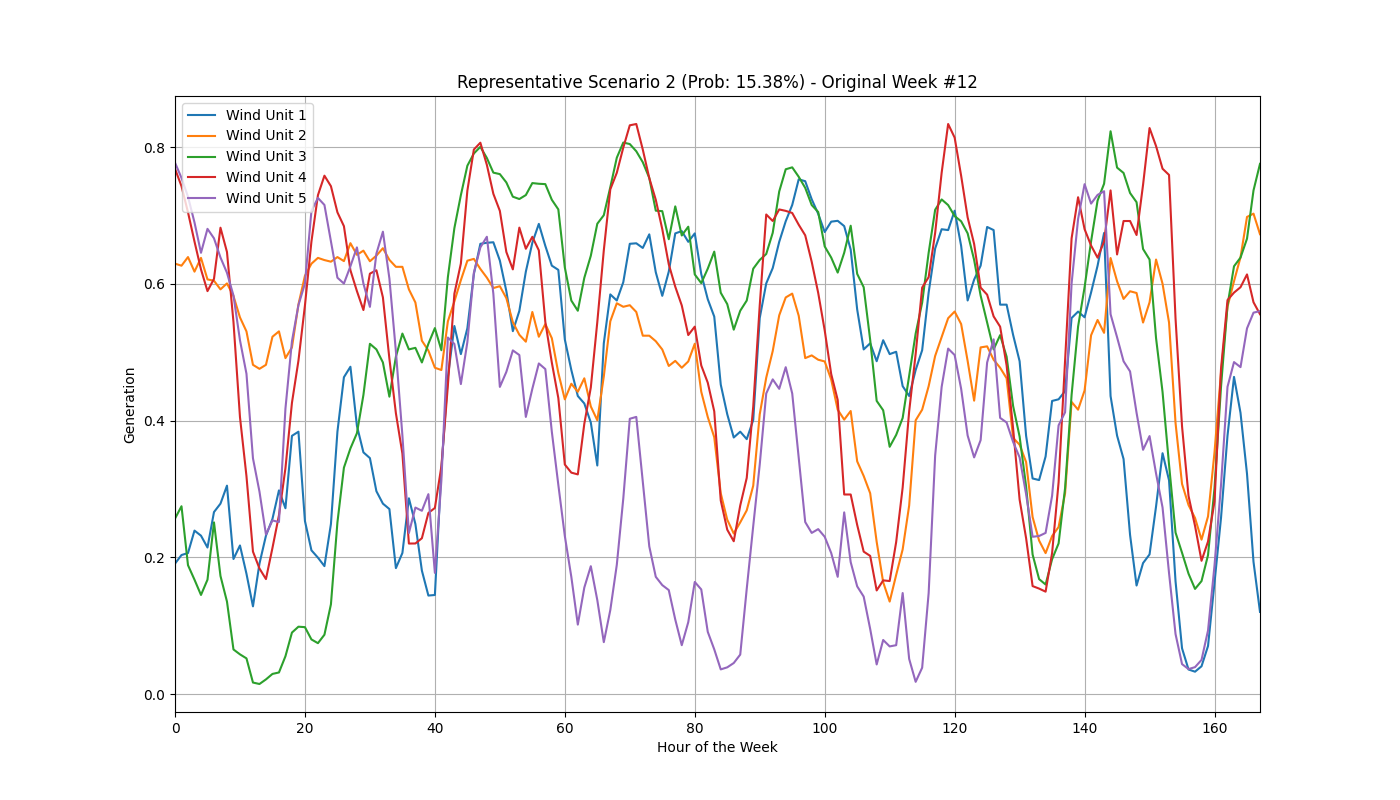 Representative Scenario 2 (Prob: 15.38%) - Original Week #12
Wind Unit 1
Wind Unit 2
Wind Unit 3
Wind Unit 4
Wind Unit 5
Generation
0.8
0.6
0.4
0.2
0.0
0 20 40 60 80 100 120 140 160
Hour of the Week